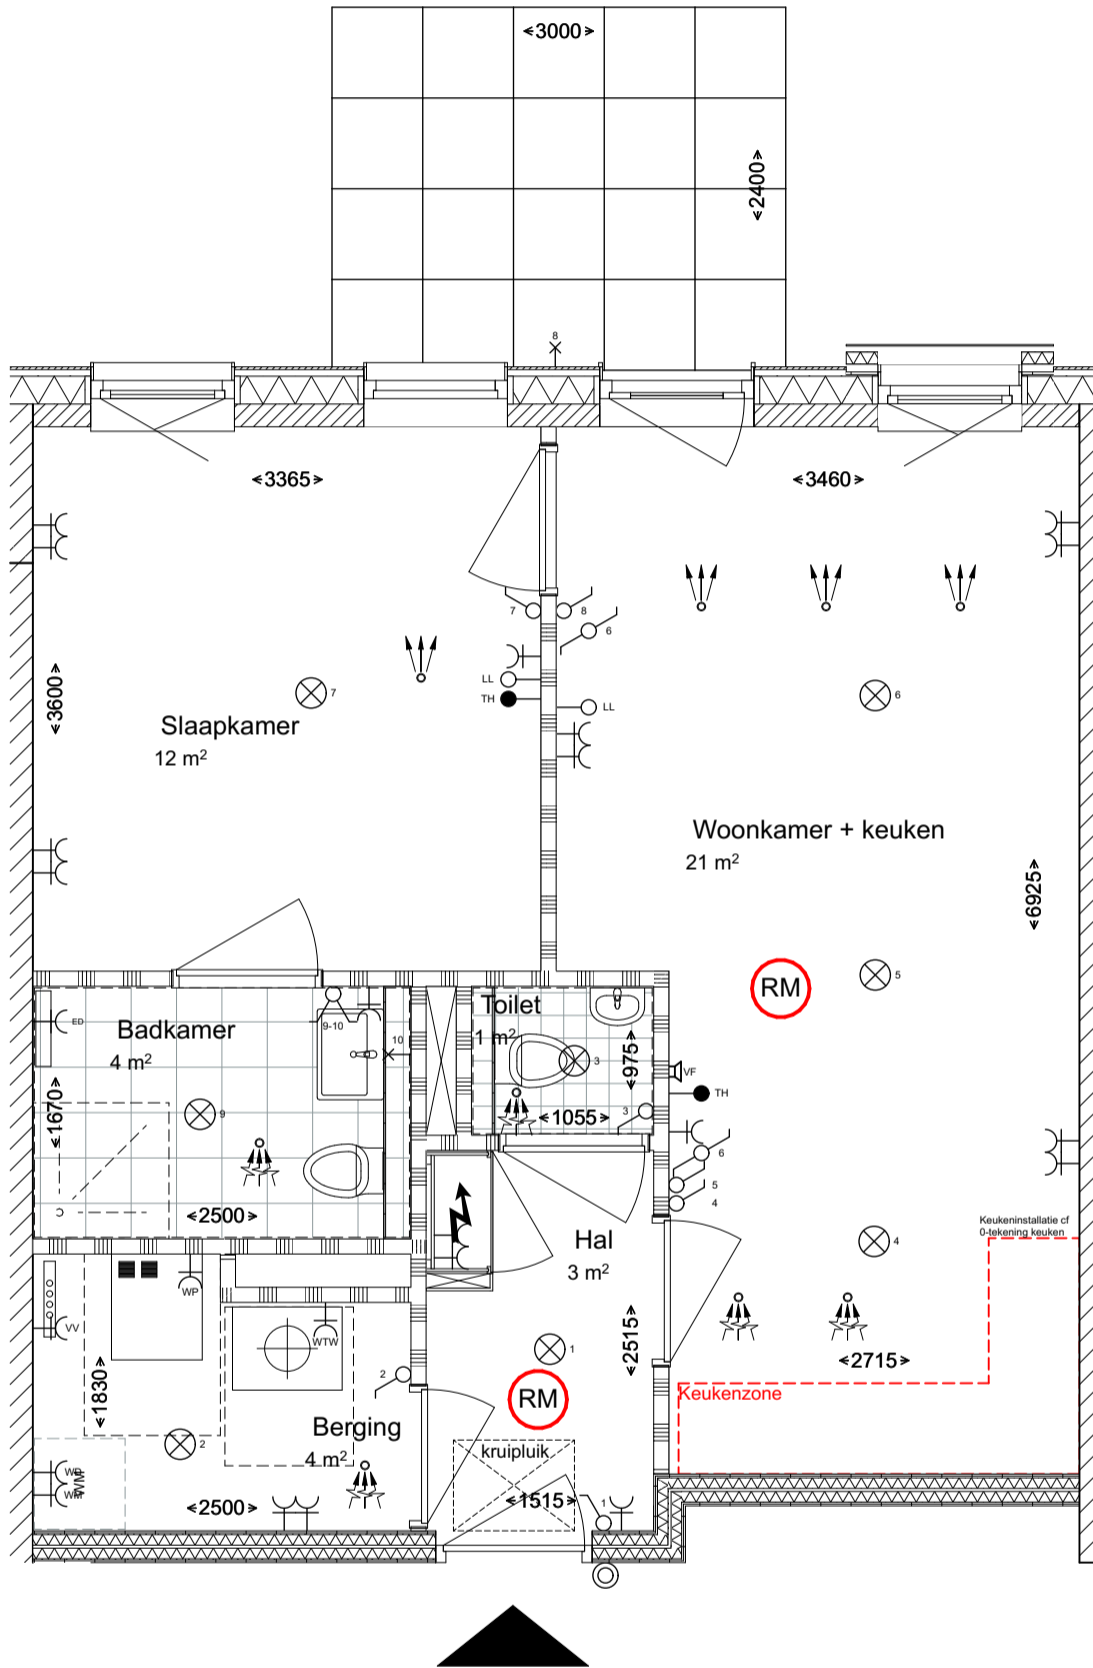 3000
2400
8
3365
3460
7
8
6
LL
TH
LL
7
6
3600
Slaapkamer
12 m²
Woonkamer + keuken
21 m²
6925
5
RM
Toilet
1 m²
3
975
1055
3
VF
TH
ED
Badkamer
4 m²
9-10
10
1670
9
2500
6
5
4
Hal
3 m²
4
Keukeninstallatie cf
0-tekening keuken
WP
VV
WTW
1830
2
1
2515
2715
RM
Keukenzone
Berging
4 m²
2
kruipluik
WD
WM
WM
2500
1515
1